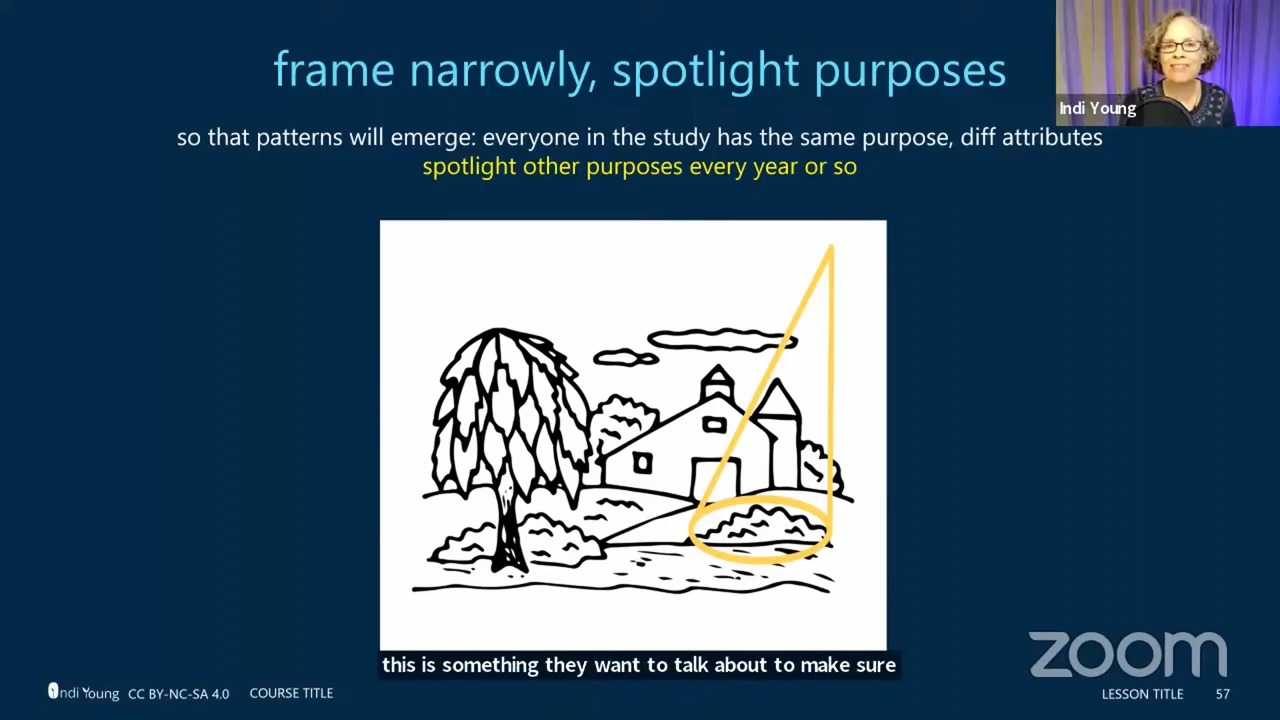 frame narrowly, spotlight purposes
Indi Young
so that patterns will emerge: everyone in the study has the same purpose, diff attributes
spotlight other purposes every year or so
this is something they want to talk about to make sure
zoom
Indi Young CC BY-NC-SA 4.0 COURSE TITLE
LESSON TITLE 57